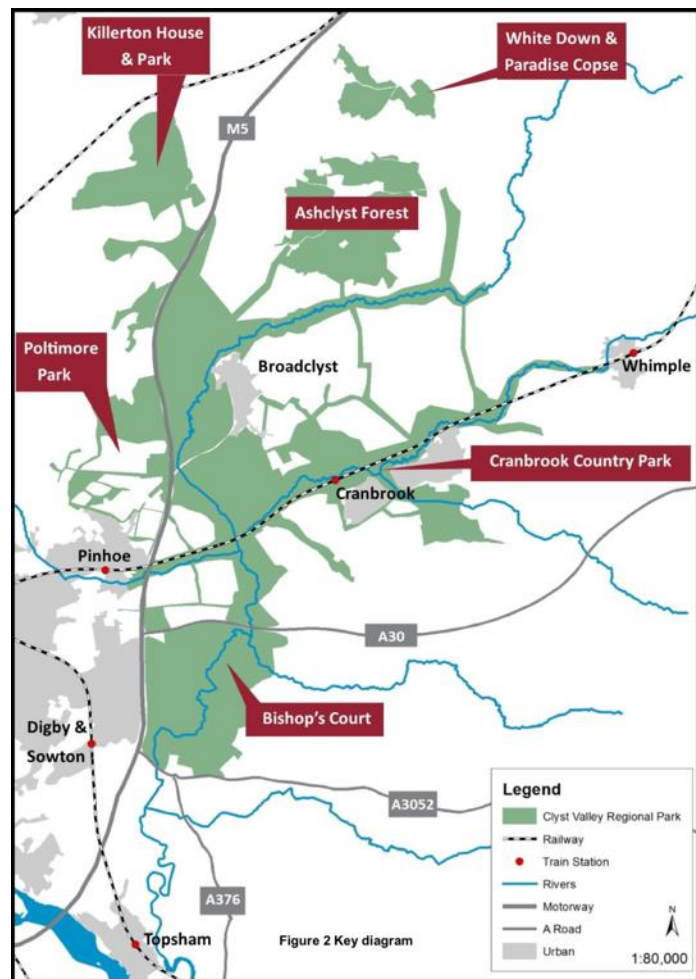 Killerton House
& Park
White Down &
Paradise Copse
M5
Ashclyst Forest
Poltimore
Park
Broadclyst
Whimple
Cranbrook Country Park
Cranbrook
Pinhoe
A30
Bishop's Court
Digby &
Sowton
A3052
A376
Topsham
Figure 2 Key diagram
Legend
Clyst Valley Regional Park
Railway
Train Station
Rivers
Motorway
A Road
Urban
N
1:80,000